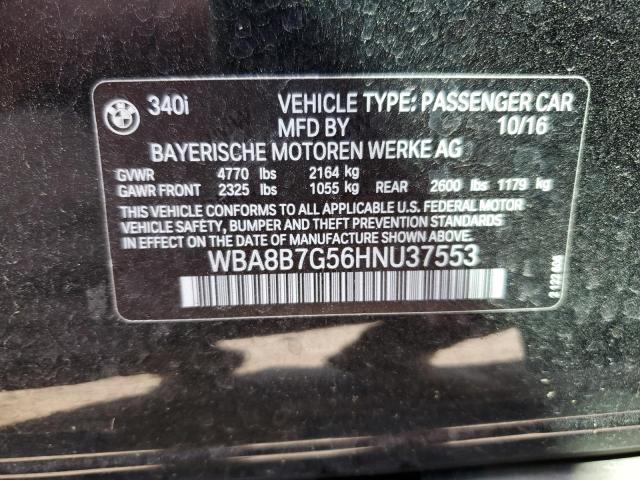 340i VEHICLE TYPE: PASSENGER CAR
MFD BY 10/16
BAYERISCHE MOTOREN WERKE AG
GVWR 4770 lbs 2164 kg
GAWR FRONT 2325 lbs 1055 kg REAR 2600 lbs 1179 kg
THIS VEHICLE CONFORMS TO ALL APPLICABLE U.S. FEDERAL MOTOR
VEHICLE SAFETY, BUMPER AND THEFT PREVENTION STANDARDS
IN EFFECT ON THE DATE OF MANUFACTURE SHOWN ABOVE.
WBA8B7G56HNU37553